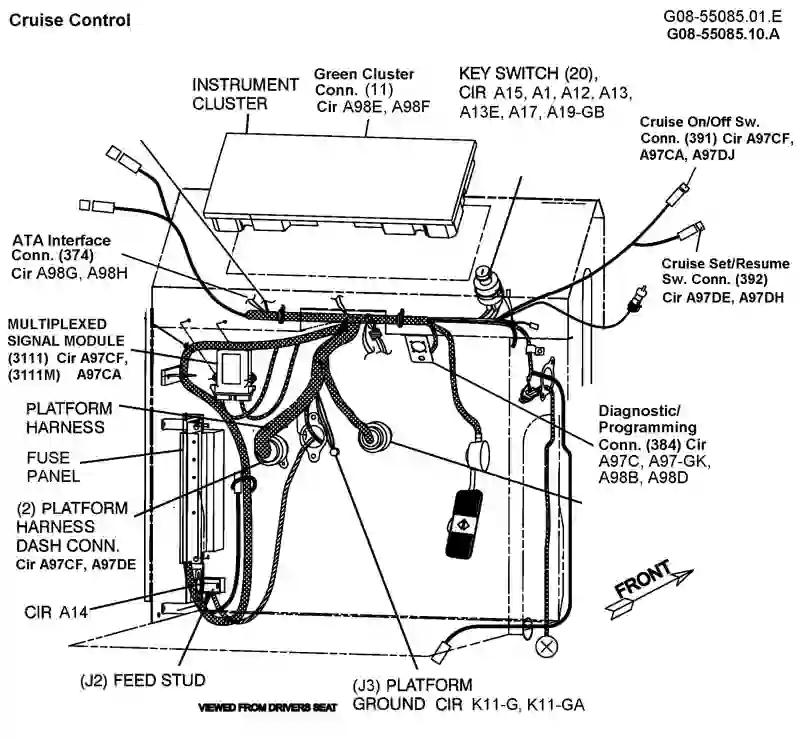 Cruise Control
G08-55085.01.E
G08-55085.10.A
INSTRUMENT
CLUSTER
Green Cluster
Conn. (11)
Cir A98E, A98F
KEY SWITCH (20),
CIR A15, A1, A12, A13,
A13E, A17, A19-GB
Cruise On/Off Sw.
Conn. (391) Cir A97CF,
A97CA, A97DJ
ATA Interface
Conn. (374)
Cir A98G, A98H
Cruise Set/Resume
Sw. Conn. (392)
Cir A97DE, A97DH
MULTIPLEXED
SIGNAL MODULE
(3111) Cir A97CF,
(3111M) A97CA
PLATFORM
HARNESS
FUSE
PANEL
Diagnostic/
Programming
Conn. (384) Cir
A97C, A97-GK,
A98B, A98D
(2) PLATFORM
HARNESS
DASH CONN.
Cir A97CF, A97DE
CIR A14
FRONT
(J2) FEED STUD
VIEWED FROM DRIVERS SEAT
(J3) PLATFORM
GROUND CIR K11-G, K11-GA